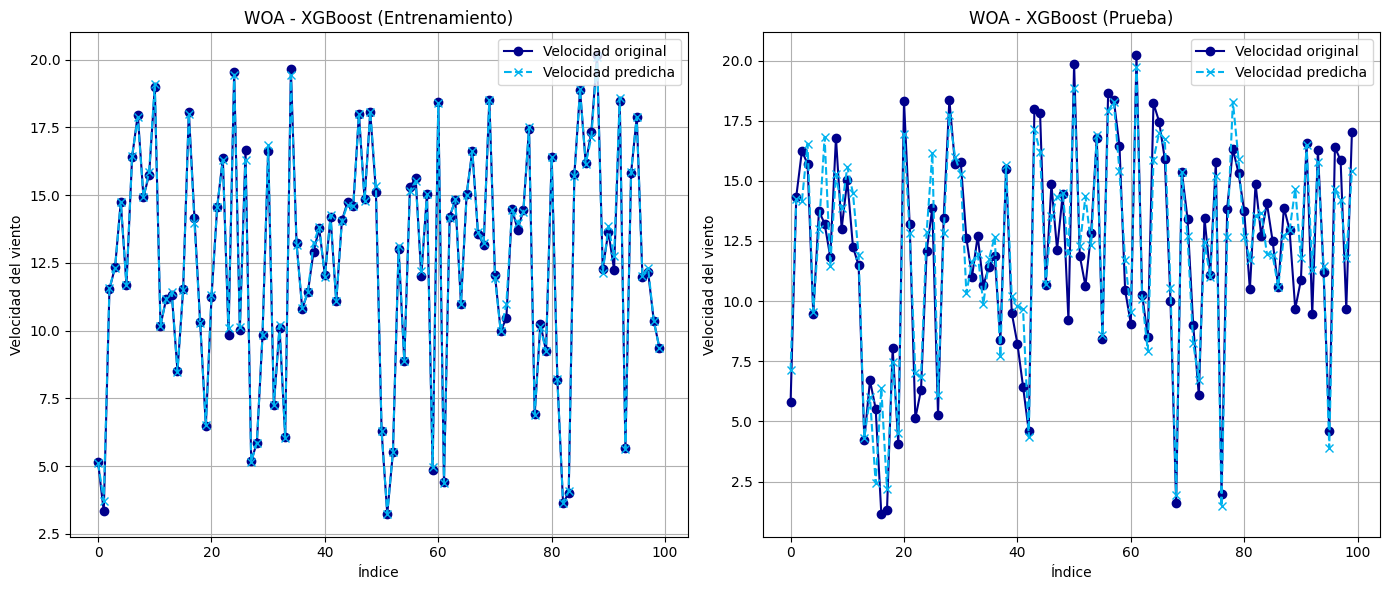 WOA - XGBoost (Entrenamiento)
Velocidad original
Velocidad predicha
20.0
17.5
15.0
12.5
10.0
7.5
5.0
2.5
Velocidad del viento
0 20 40 60 80 100
Índice
WOA - XGBoost (Prueba)
Velocidad original
Velocidad predicha
20.0
17.5
15.0
12.5
10.0
7.5
5.0
2.5
Velocidad del viento
0 20 40 60 80 100
Índice